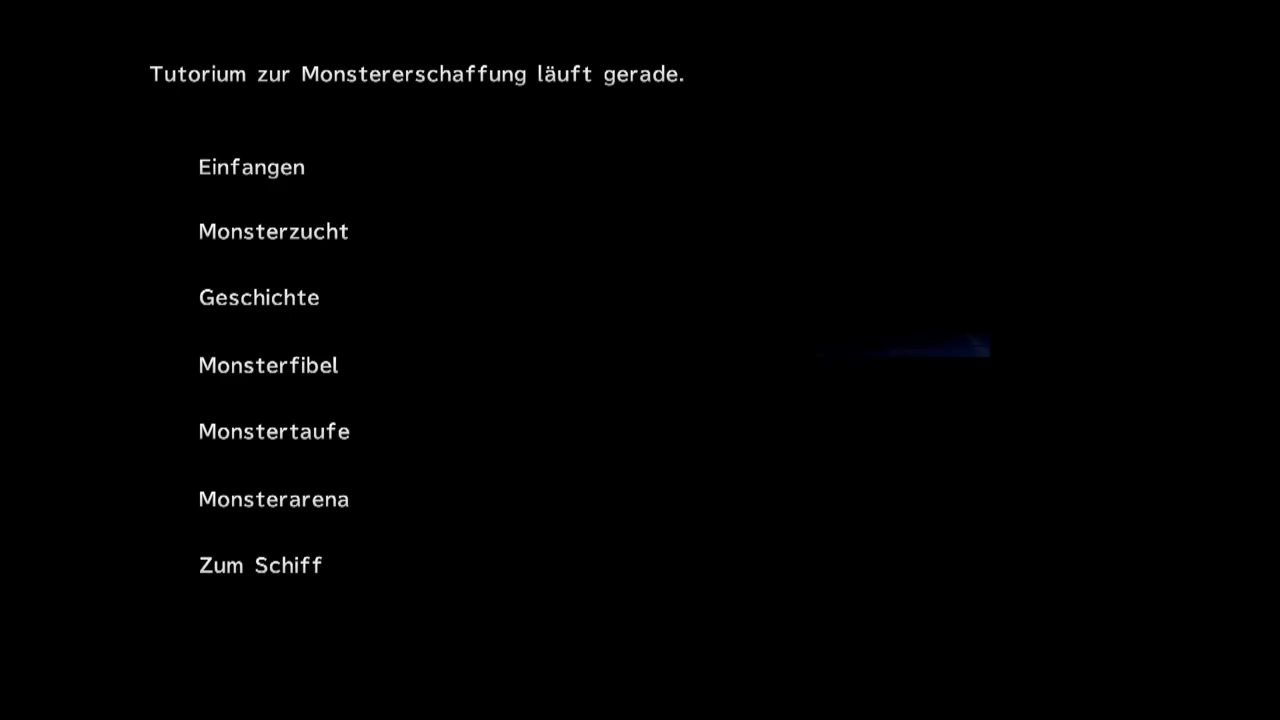 Tutorium zur Monstererschaffung läuft gerade.
Einfangen
Monsterzucht
Geschichte
Monsterfibel
Monstertaufe
Monsterarena
Zum Schiff